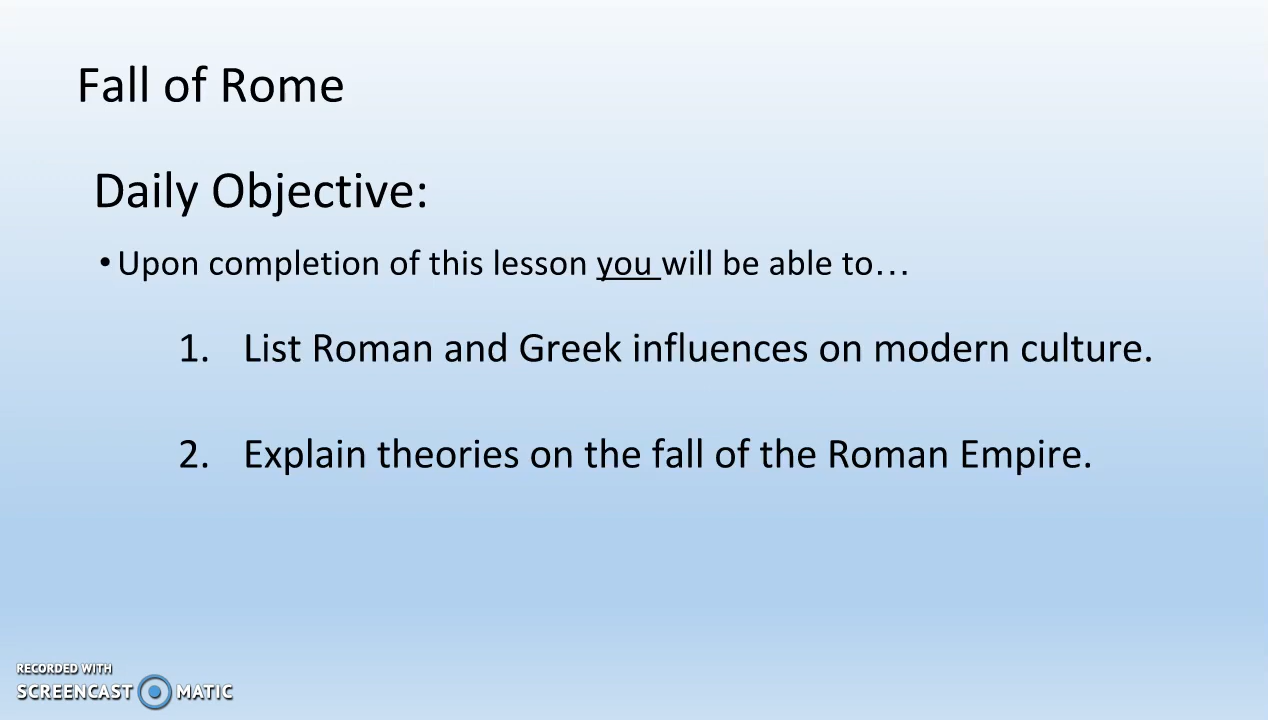 Fall of Rome
Daily Objective:
•Upon completion of this lesson you will be able to…
1. List Roman and Greek influences on modern culture.
2. Explain theories on the fall of the Roman Empire.
RECORDED WITH
SCREENCAST MATIC